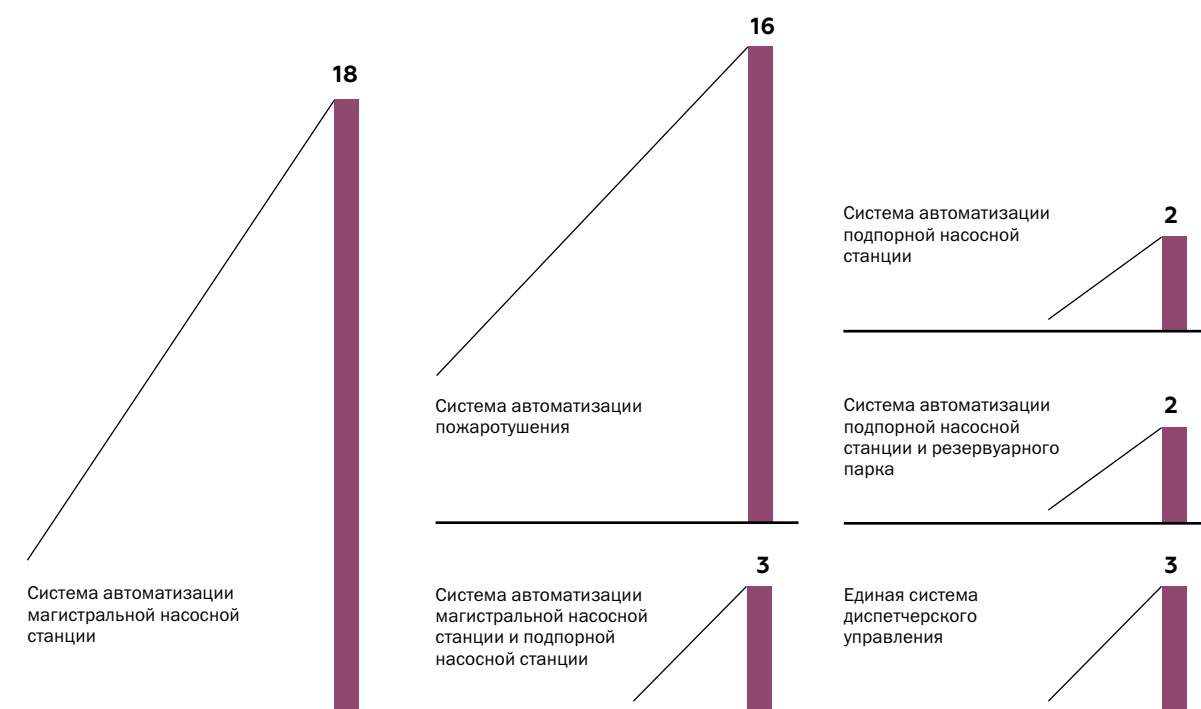 18
Система автоматизации
магистральной насосной
станции
16
Система автоматизации
пожаротушения
3
Система автоматизации
магистральной насосной
станции и подпорной
насосной станции
2
Система автоматизации
подпорной насосной
станции
2
Система автоматизации
подпорной насосной
станции и резервуарного
парка
3
Единая система
диспетчерского
управления